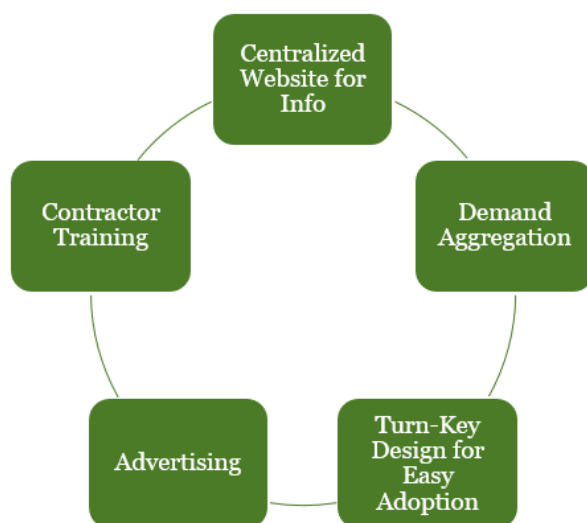 Centralized
Website for
Info
Demand
Aggregation
Turn-Key
Design for
Easy
Adoption
Advertising
Contractor
Training